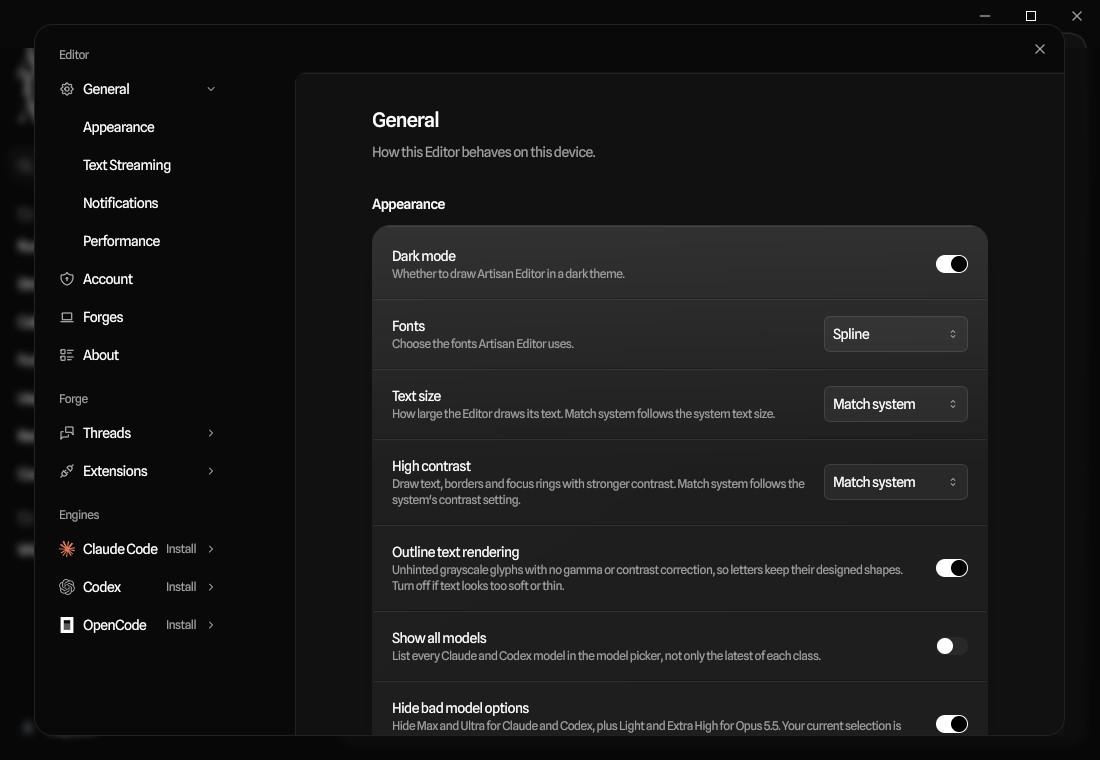 Editor
General
Appearance
Text Streaming
Notifications
Performance
Account
Forges
About
Forge
Threads
Extensions
Engines
Claude Code Install
Codex Install
OpenCode Install
General
How this Editor behaves on this device.
Appearance
Dark mode
Whether to draw Artisan Editor in a dark theme.
Fonts
Choose the fonts Artisan Editor uses.
Spline
Text size
How large the Editor draws its text. Match system follows the system text size.
Match system
High contrast
Draw text, borders and focus rings with stronger contrast. Match system follows the
system's contrast setting.
Match system
Outline text rendering
Unhinted grayscale glyphs with no gamma or contrast correction, so letters keep their designed shapes.
Turn off if text looks too soft or thin.
Show all models
List every Claude and Codex model in the model picker, not only the latest of each class.
Hide bad model options
Hide Max and Ultra for Claude and Codex, plus Light and Extra High for Opus 5.5. Your current selection is